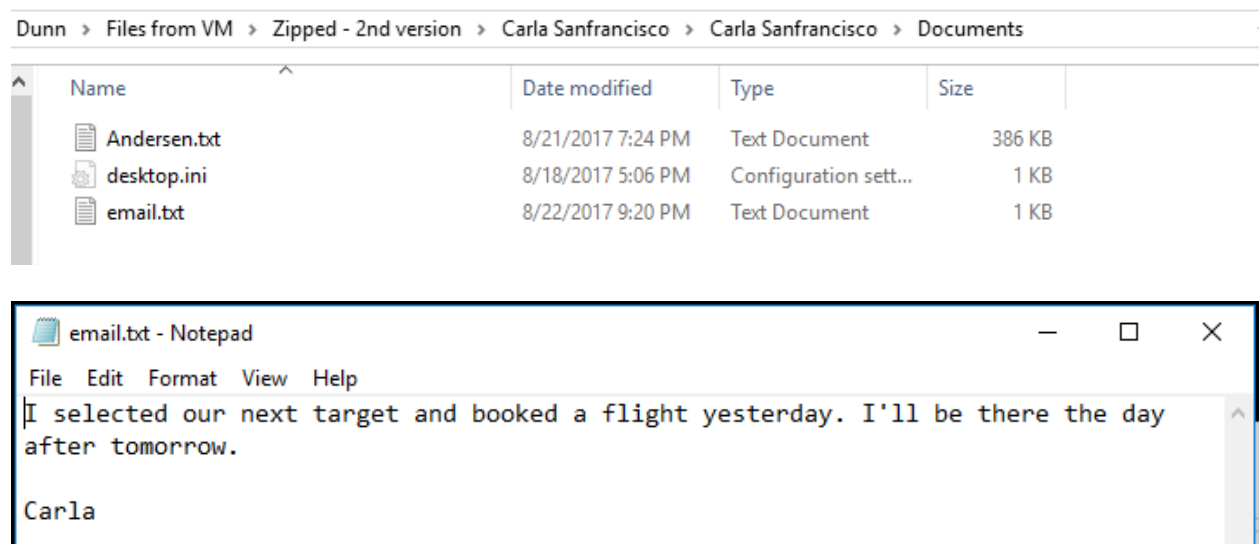 Dunn > Files from VM > Zipped - 2nd version > Carla Sanfrancisco > Carla Sanfrancisco > Documents
Name Date modified Type Size
Andersen.txt 8/21/2017 7:24 PM Text Document 386 KB
desktop.ini 8/18/2017 5:06 PM Configuration sett... 1 KB
email.txt 8/22/2017 9:20 PM Text Document 1 KB
email.txt - Notepad
File Edit Format View Help
I selected our next target and booked a flight yesterday. I'll be there the day
after tomorrow.
Carla